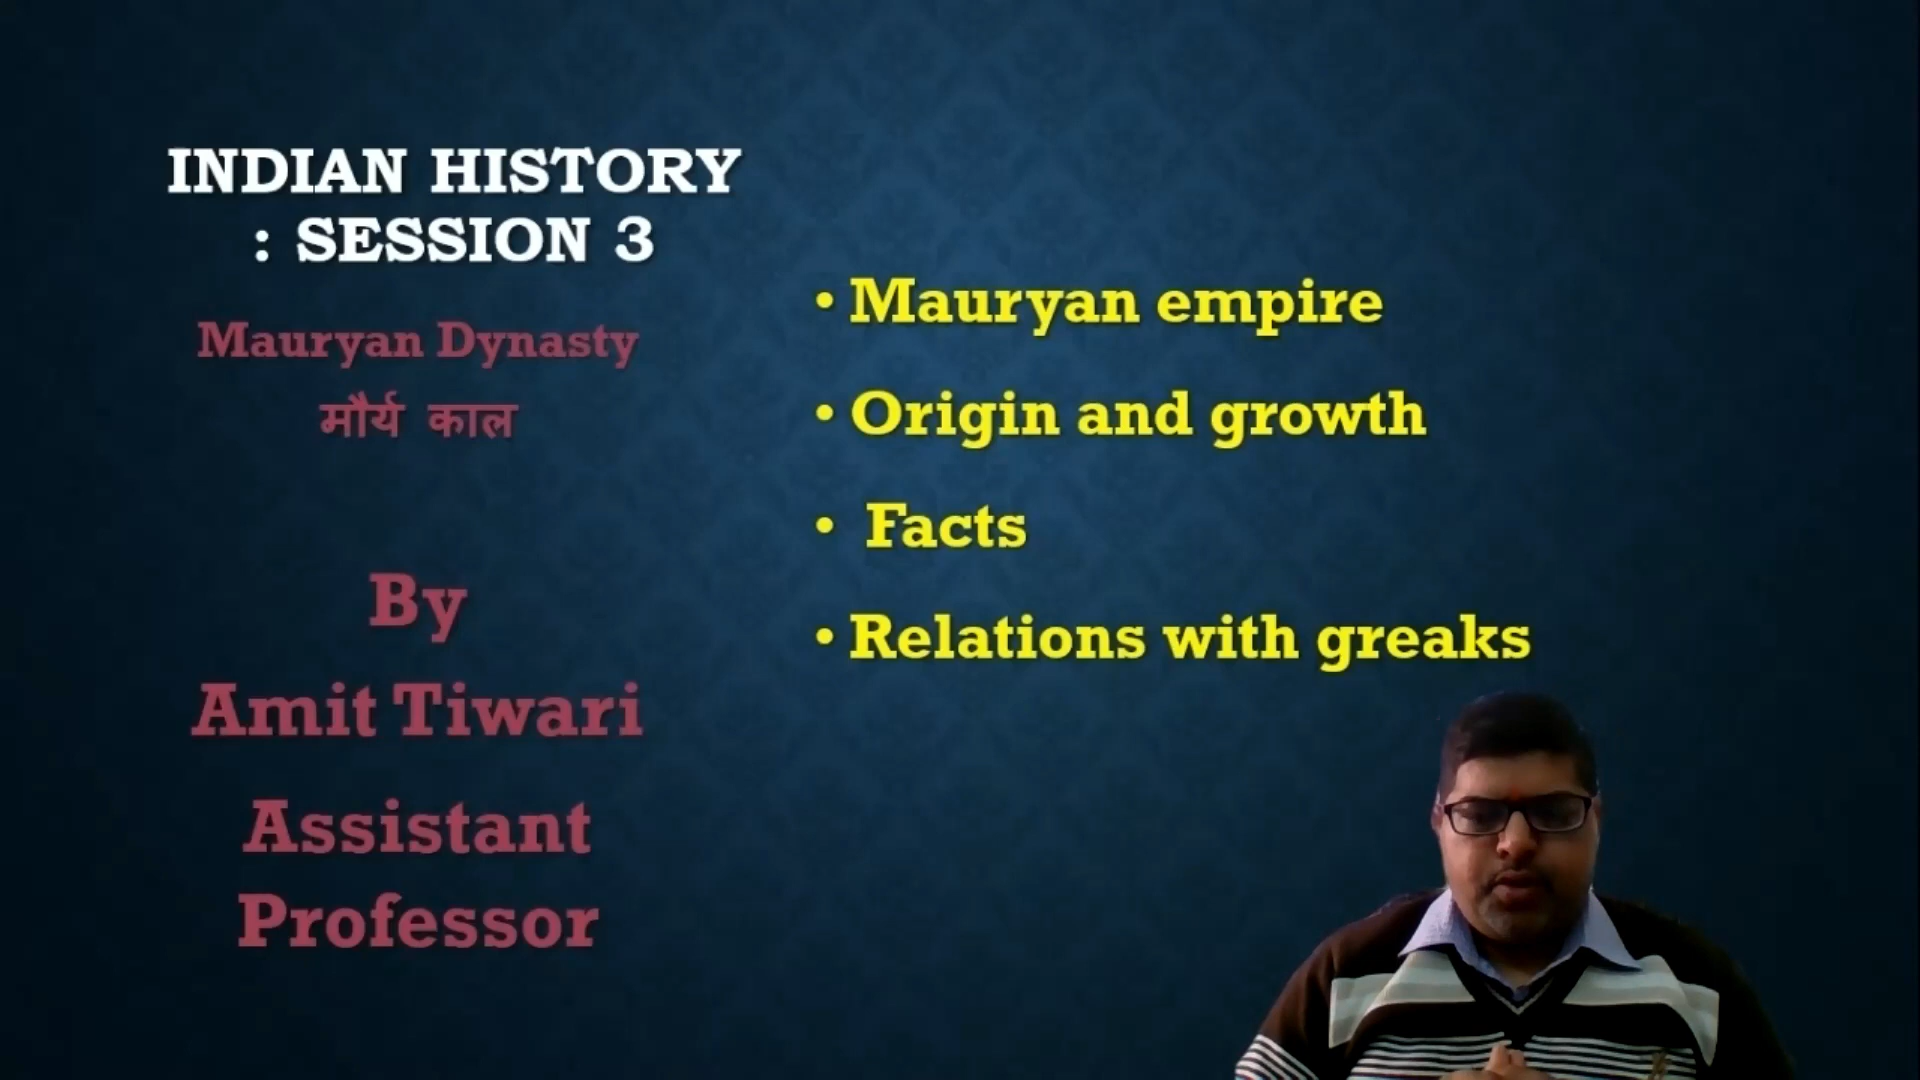 INDIAN HISTORY
: SESSION 3
Mauryan Dynasty
मौर्य काल
By
Amit Tiwari
Assistant
Professor
• Mauryan empire
• Origin and growth
• Facts
• Relations with greaks